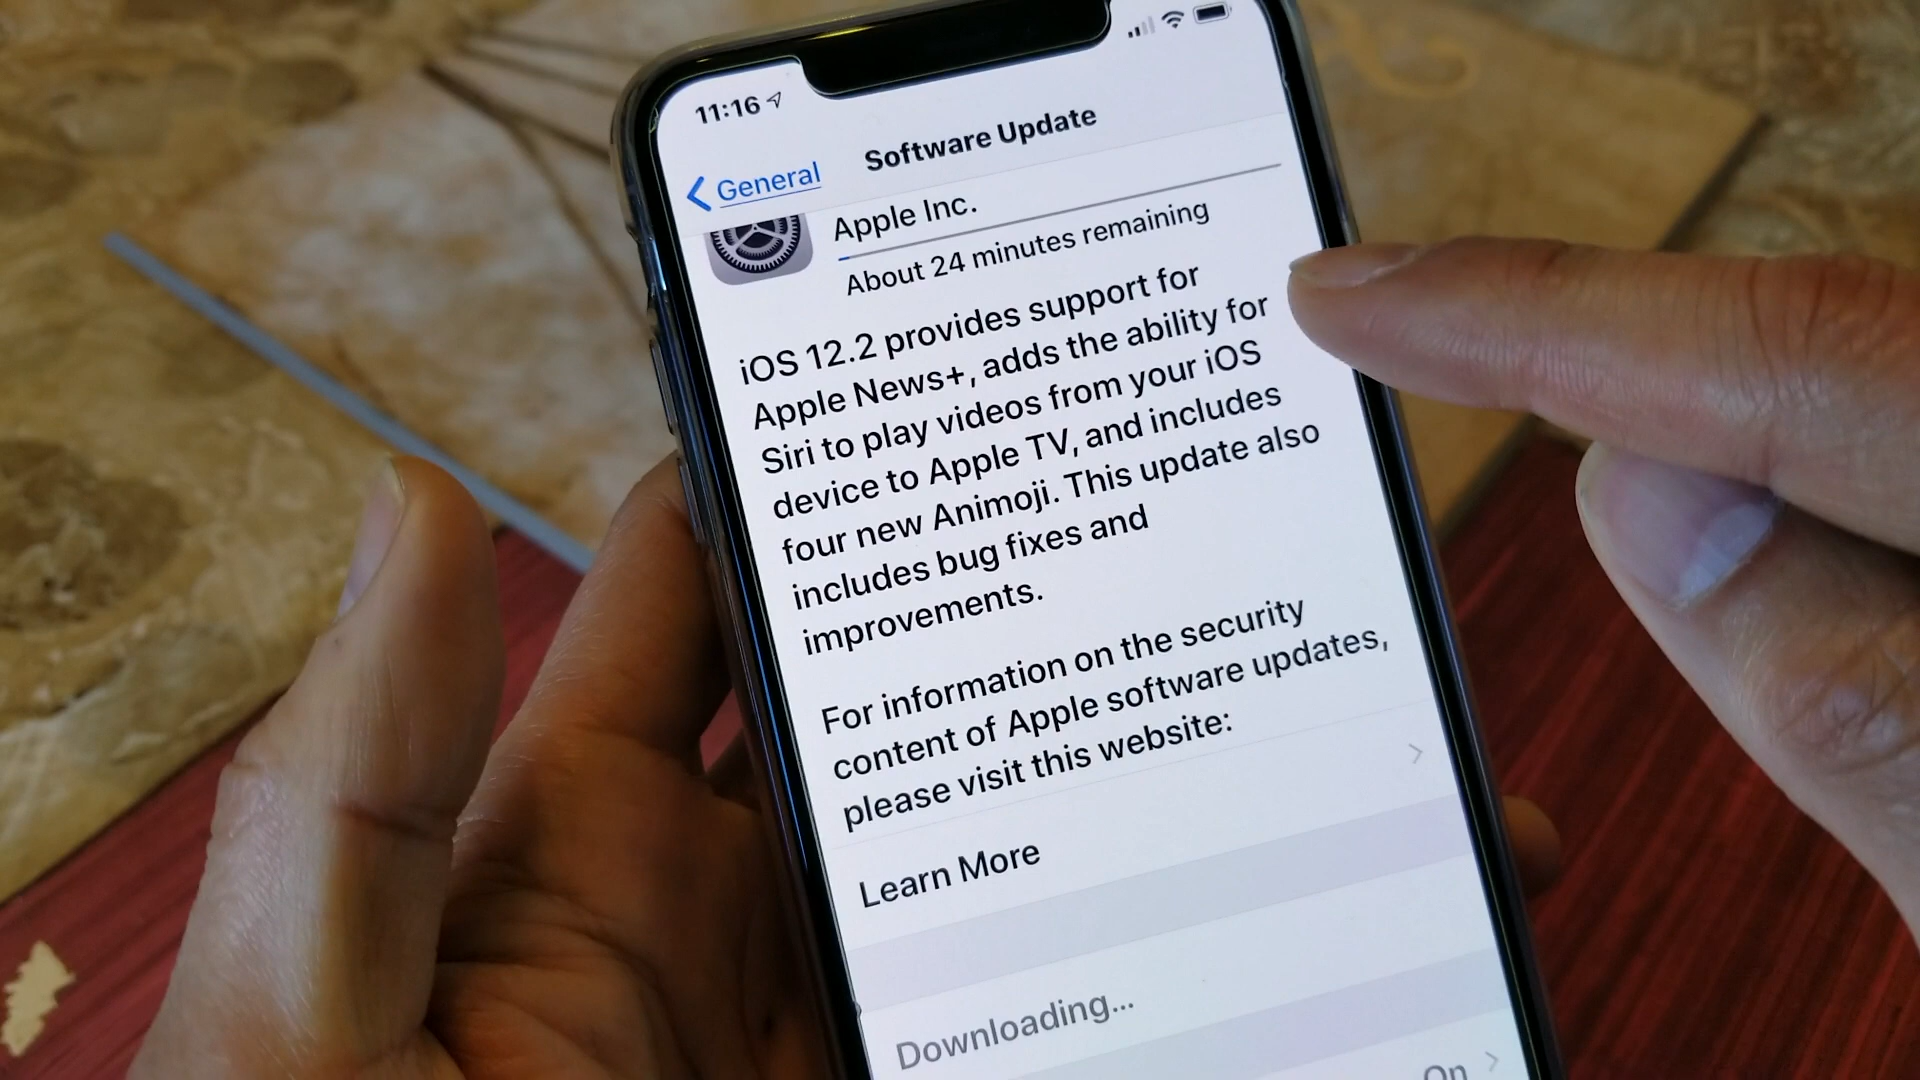 11:16
General
Software Update
Apple Inc.
About 24 minutes remaining
iOS 12.2 provides support for
Apple News+, adds the ability for
Siri to play videos from your iOS
device to Apple TV, and includes
four new Animoji. This update also
includes bug fixes and
improvements.
For information on the security
content of Apple software updates,
please visit this website:
Learn More
Downloading...
On